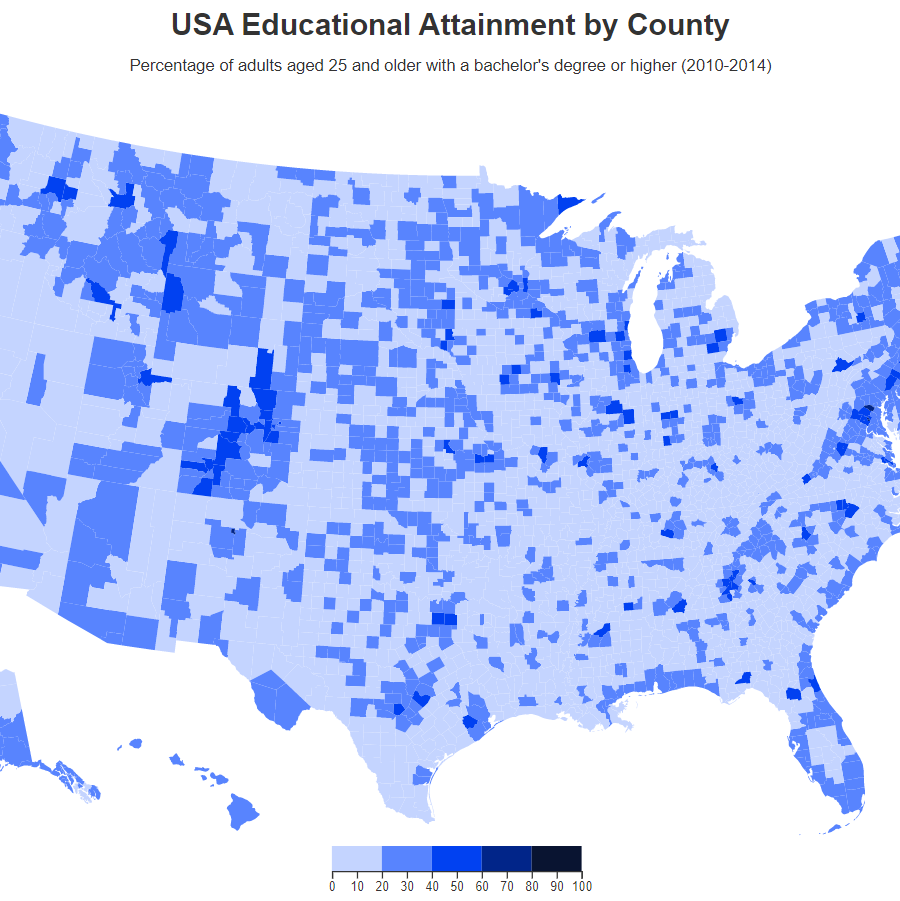 USA Educational Attainment by County
Percentage of adults aged 25 and older with a bachelor's degree or higher (2010-2014)
0 10 20 30 40 50 60 70 80 90 100